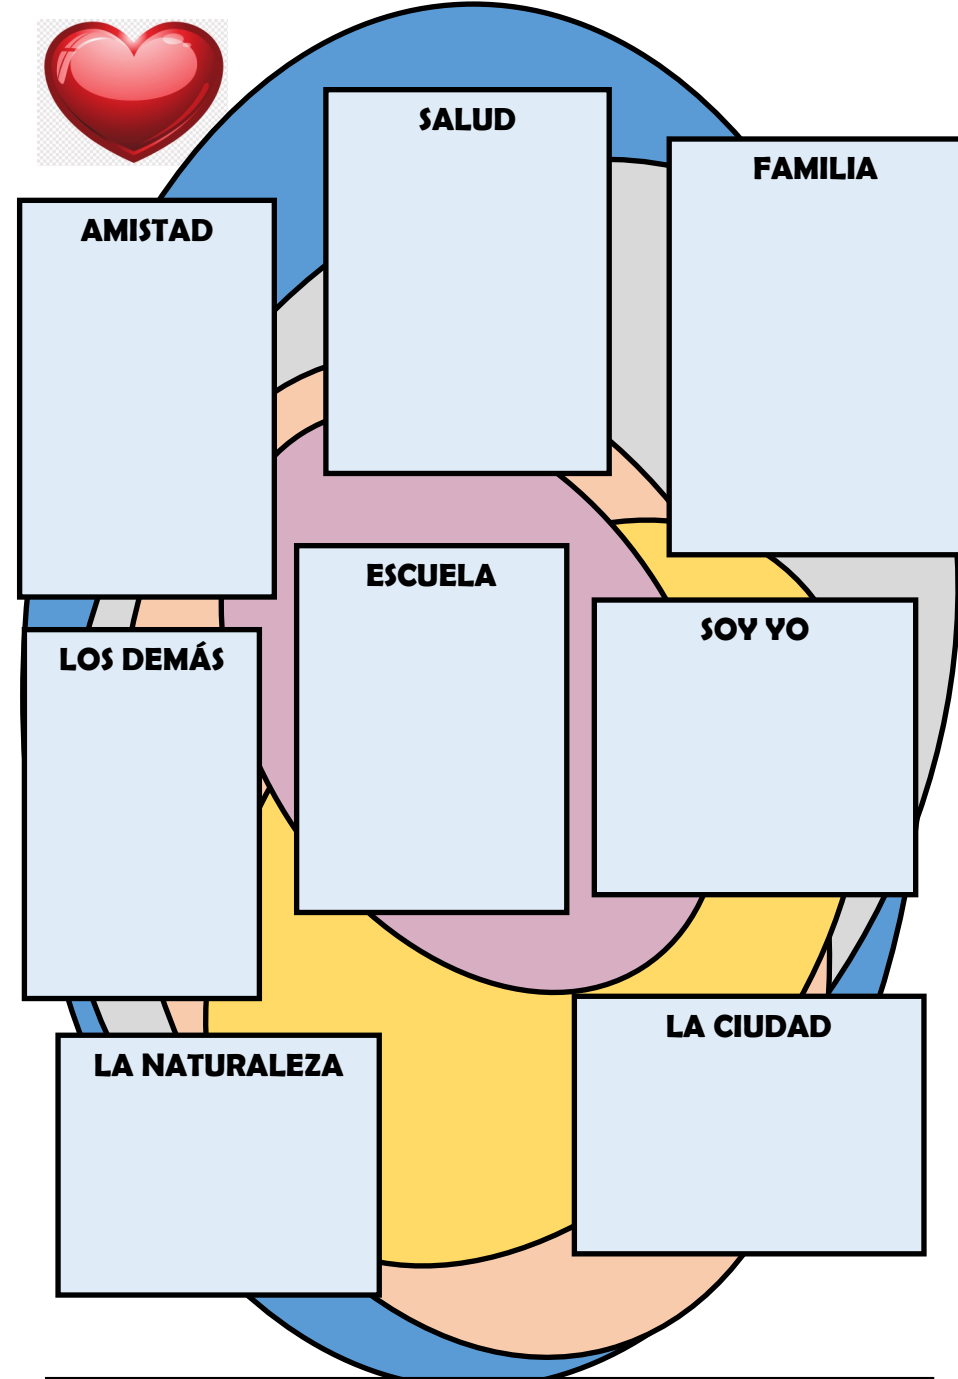 SALUD
FAMILIA
AMISTAD
ESCUELA
SOY YO
LOS DEMÁS
LA CIUDAD
LA NATURALEZA